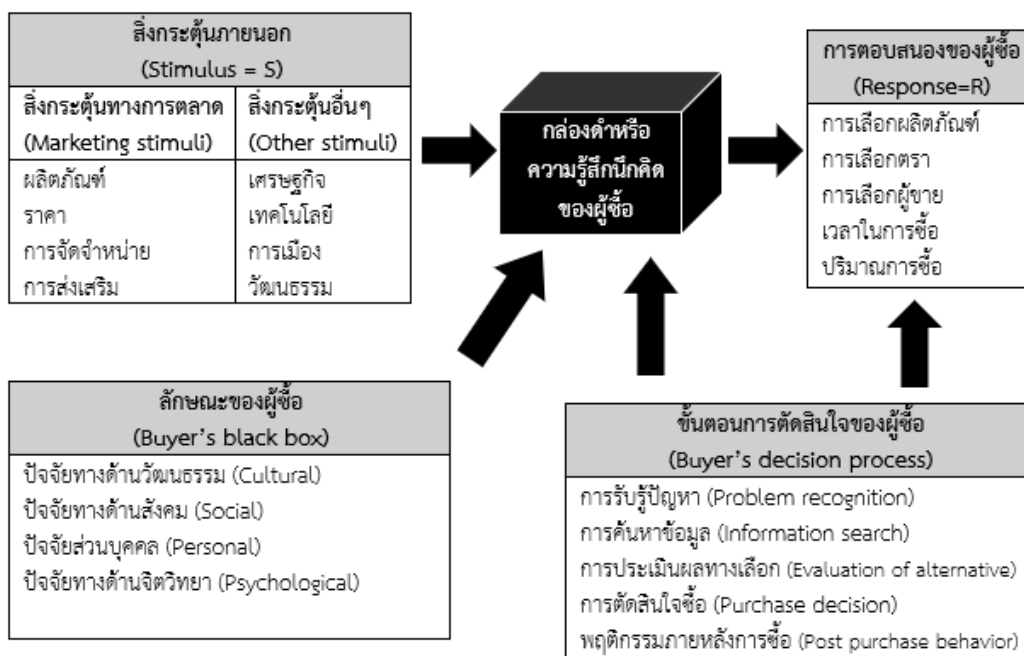 สิ่งกระตุ้นภายนอก
(Stimulus = S)
สิ่งกระตุ้นทางการตลาด
(Marketing stimuli)
ผลิตภัณฑ์
ราคา
การจัดจำหน่าย
การส่งเสริม
สิ่งกระตุ้นอื่นๆ
(Other stimuli)
เศรษฐกิจ
เทคโนโลยี
การเมือง
วัฒนธรรม
กล่องดำหรือ
ความรู้สึกนึกคิด
ของผู้ซื้อ
การตอบสนองของผู้ซื้อ
(Response=R)
การเลือกผลิตภัณฑ์
การเลือกตรา
การเลือกผู้ขาย
เวลาในการซื้อ
ปริมาณการซื้อ
ลักษณะของผู้ซื้อ
(Buyer's black box)
ปัจจัยทางด้านวัฒนธรรม (Cultural)
ปัจจัยทางด้านสังคม (Social)
ปัจจัยส่วนบุคคล (Personal)
ปัจจัยทางด้านจิตวิทยา (Psychological)
ขั้นตอนการตัดสินใจของผู้ซื้อ
(Buyer's decision process)
การรับรู้ปัญหา (Problem recognition)
การค้นหาข้อมูล (Information search)
การประเมินผลทางเลือก (Evaluation of alternative)
การตัดสินใจซื้อ (Purchase decision)
พฤติกรรมภายหลังการซื้อ (Post purchase behavior)